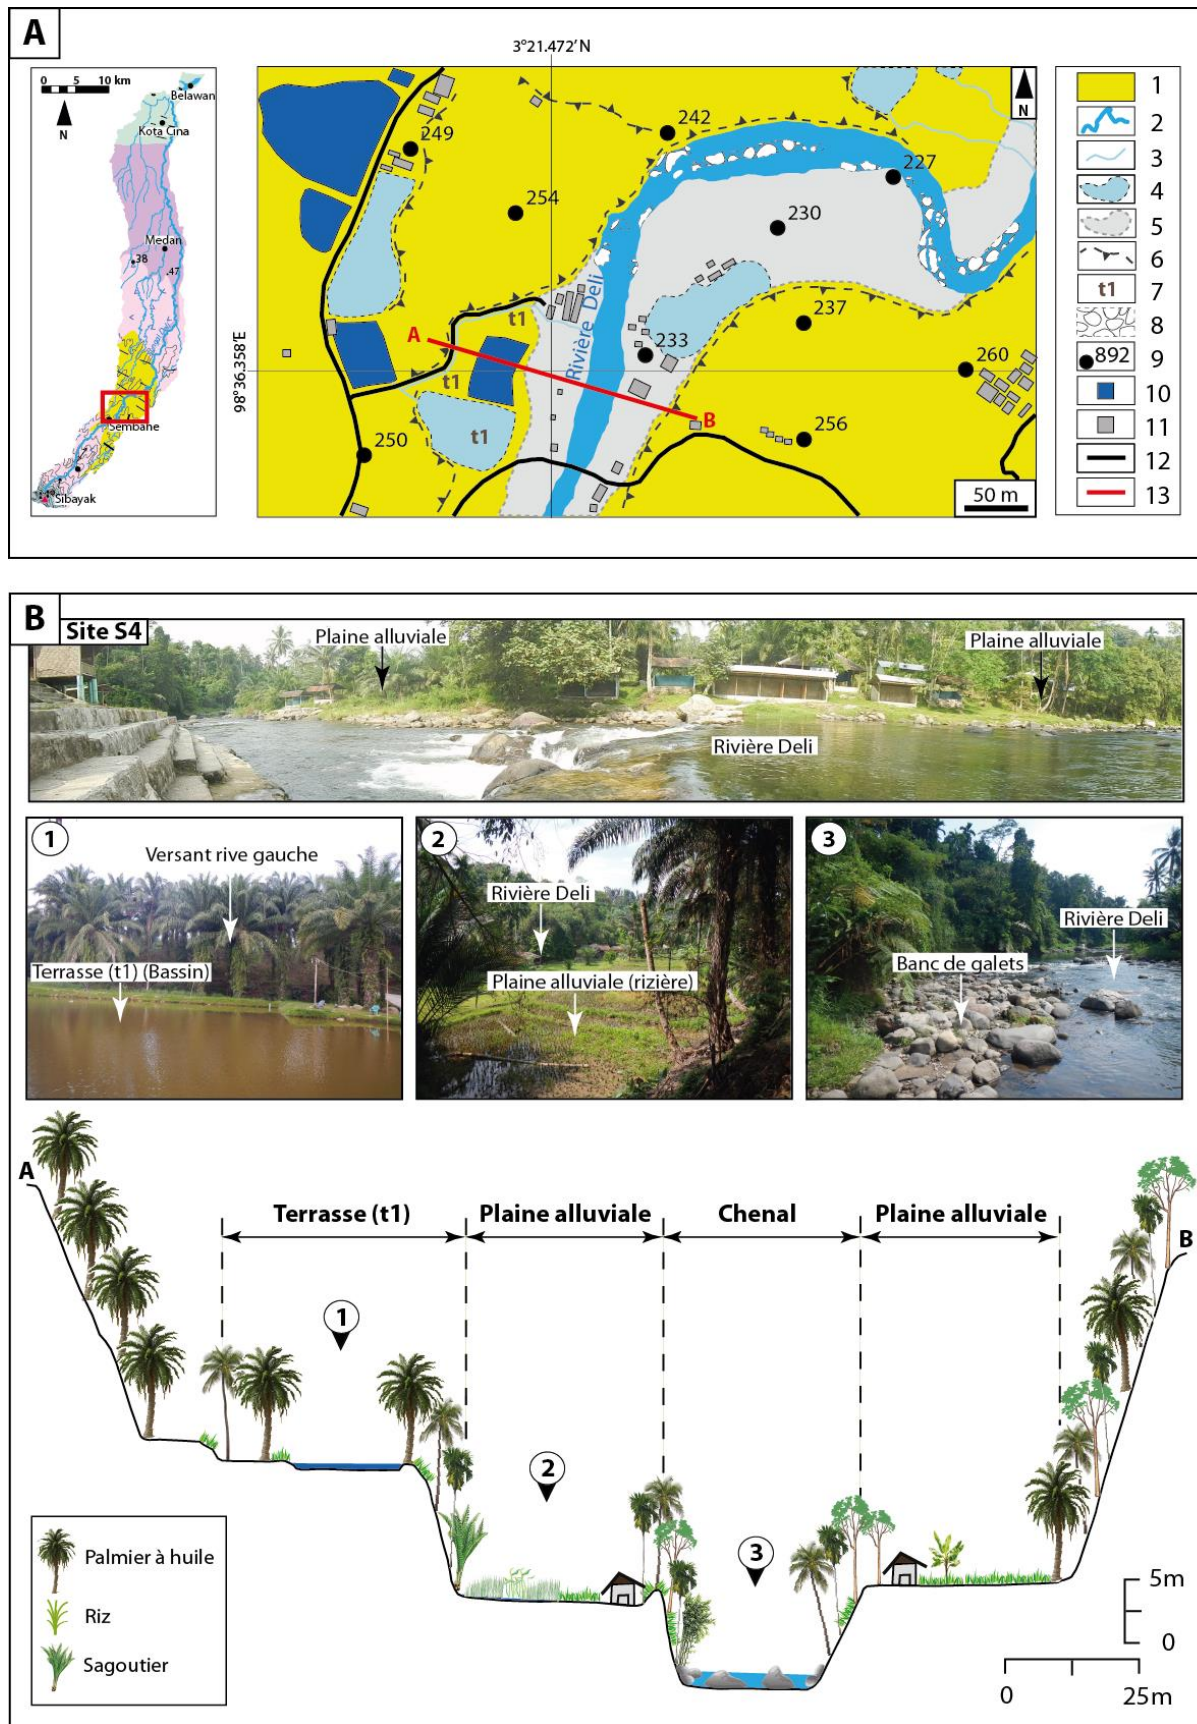 A
0 5 10 km
N
Belawan
Kota Cina
Medan
38
47
Sembahe
Sibayak
3°21.472'N
98°36.358'E
N
249
242
254
227
230
237
233
260
256
250
t1
t1
t1
A
B
Rivière Deli
50 m
1
2
3
4
5
6
t1 7
8
892 9
10
11
12
13
B
Site S4
Plaine alluviale
Plaine alluviale
Rivière Deli
1
Versant rive gauche
Terrasse (t1) (Bassin)
2
Rivière Deli
Plaine alluviale (rizière)
3
Rivière Deli
Banc de galets
A
Terrasse (t1)
Plaine alluviale
Chenal
Plaine alluviale
B
1
2
3
Palmier à huile
Riz
Sagoutier
5m
0
0 25m